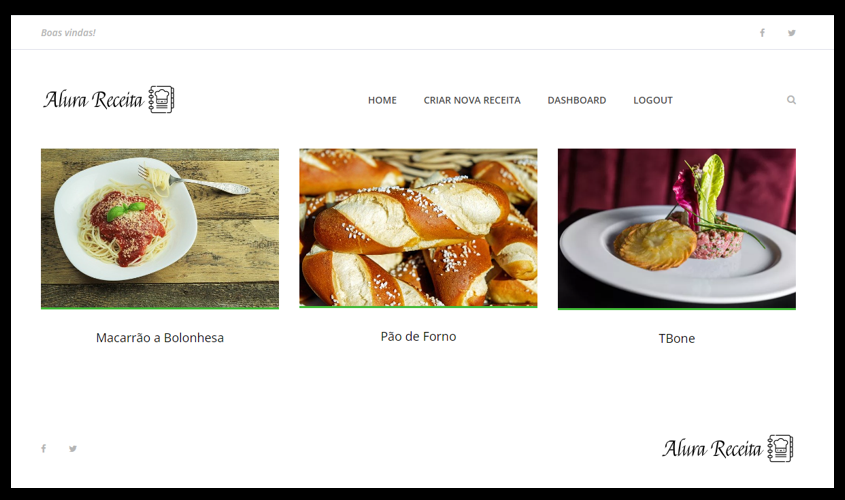 Boas vindas!
Alura Receita
HOME CRIAR NOVA RECEITA DASHBOARD LOGOUT
Macarrão a Bolonhesa
Pão de Forno
TBone
Alura Receita